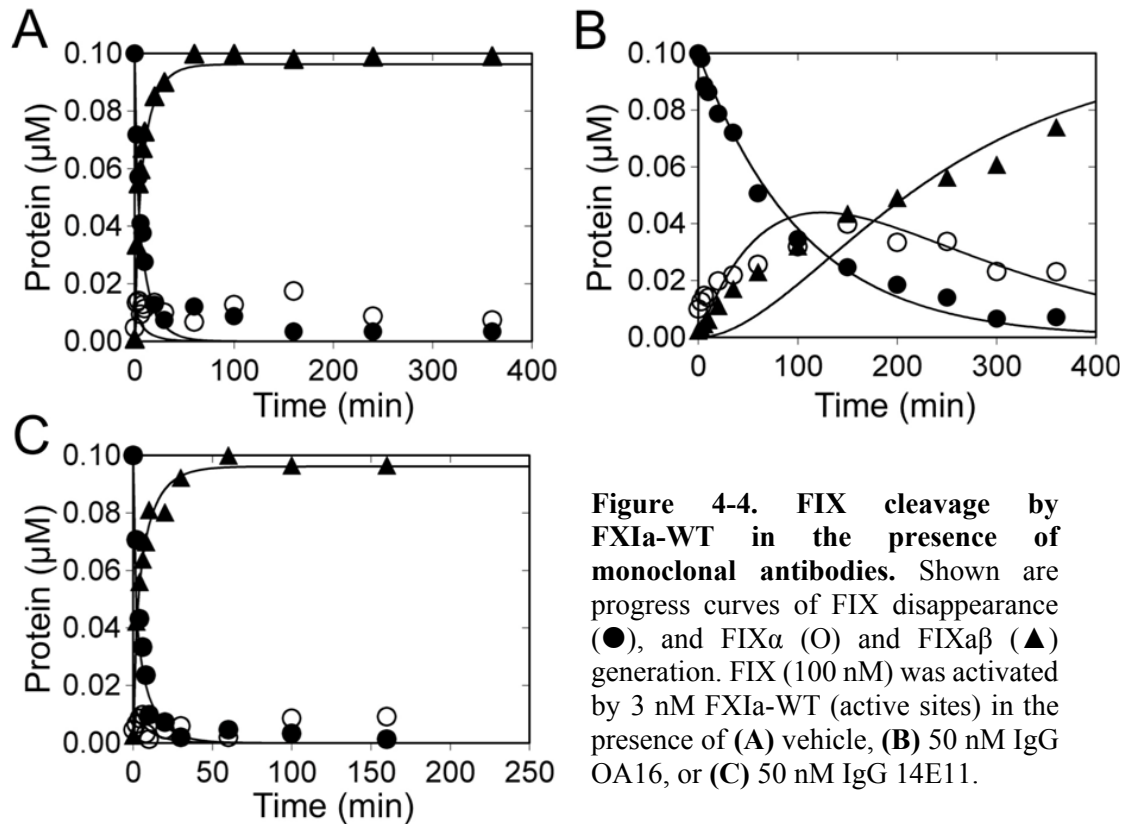 A
0.10
0.08
0.06
0.04
0.02
0.00
Protein (µM)
0 100 200 300 400
Time (min)
B
0.10
0.08
0.06
0.04
0.02
0.00
Protein (µM)
0 100 200 300 400
Time (min)
C
0.10
0.08
0.06
0.04
0.02
0.00
Protein (µM)
0 50 100 150 200 250
Time (min)
Figure 4-4. FIX cleavage by
FXIa-WT in the presence of
monoclonal antibodies. Shown are
progress curves of FIX disappearance
(●), and FIXα (O) and FIXaβ (▲)
generation. FIX (100 nM) was activated
by 3 nM FXIa-WT (active sites) in the
presence of (A) vehicle, (B) 50 nM IgG
OA16, or (C) 50 nM IgG 14E11.